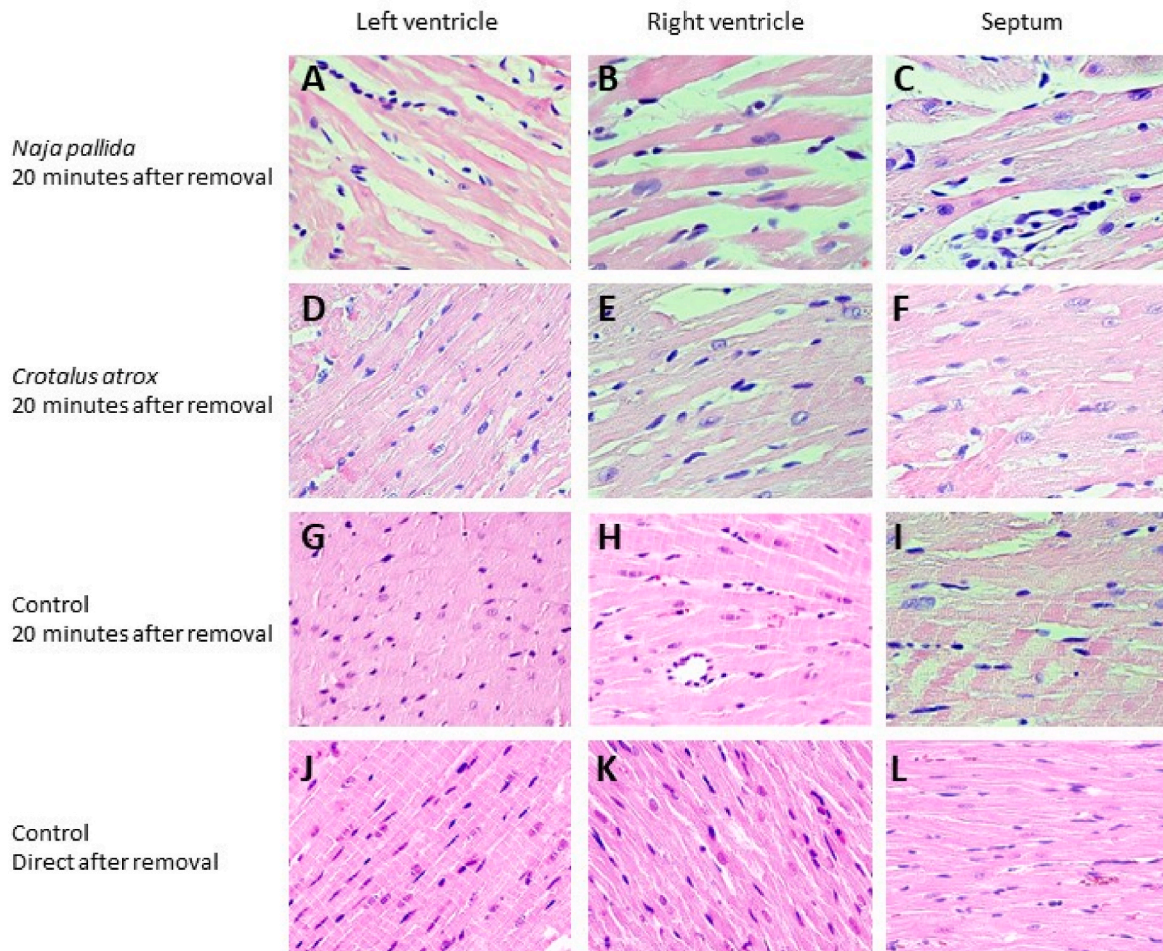 Left ventricle Right ventricle Septum
A B C
Naja pallida
20 minutes after removal
D E F
Crotalus atrox
20 minutes after removal
G H I
Control
20 minutes after removal
J K L
Control
Direct after removal